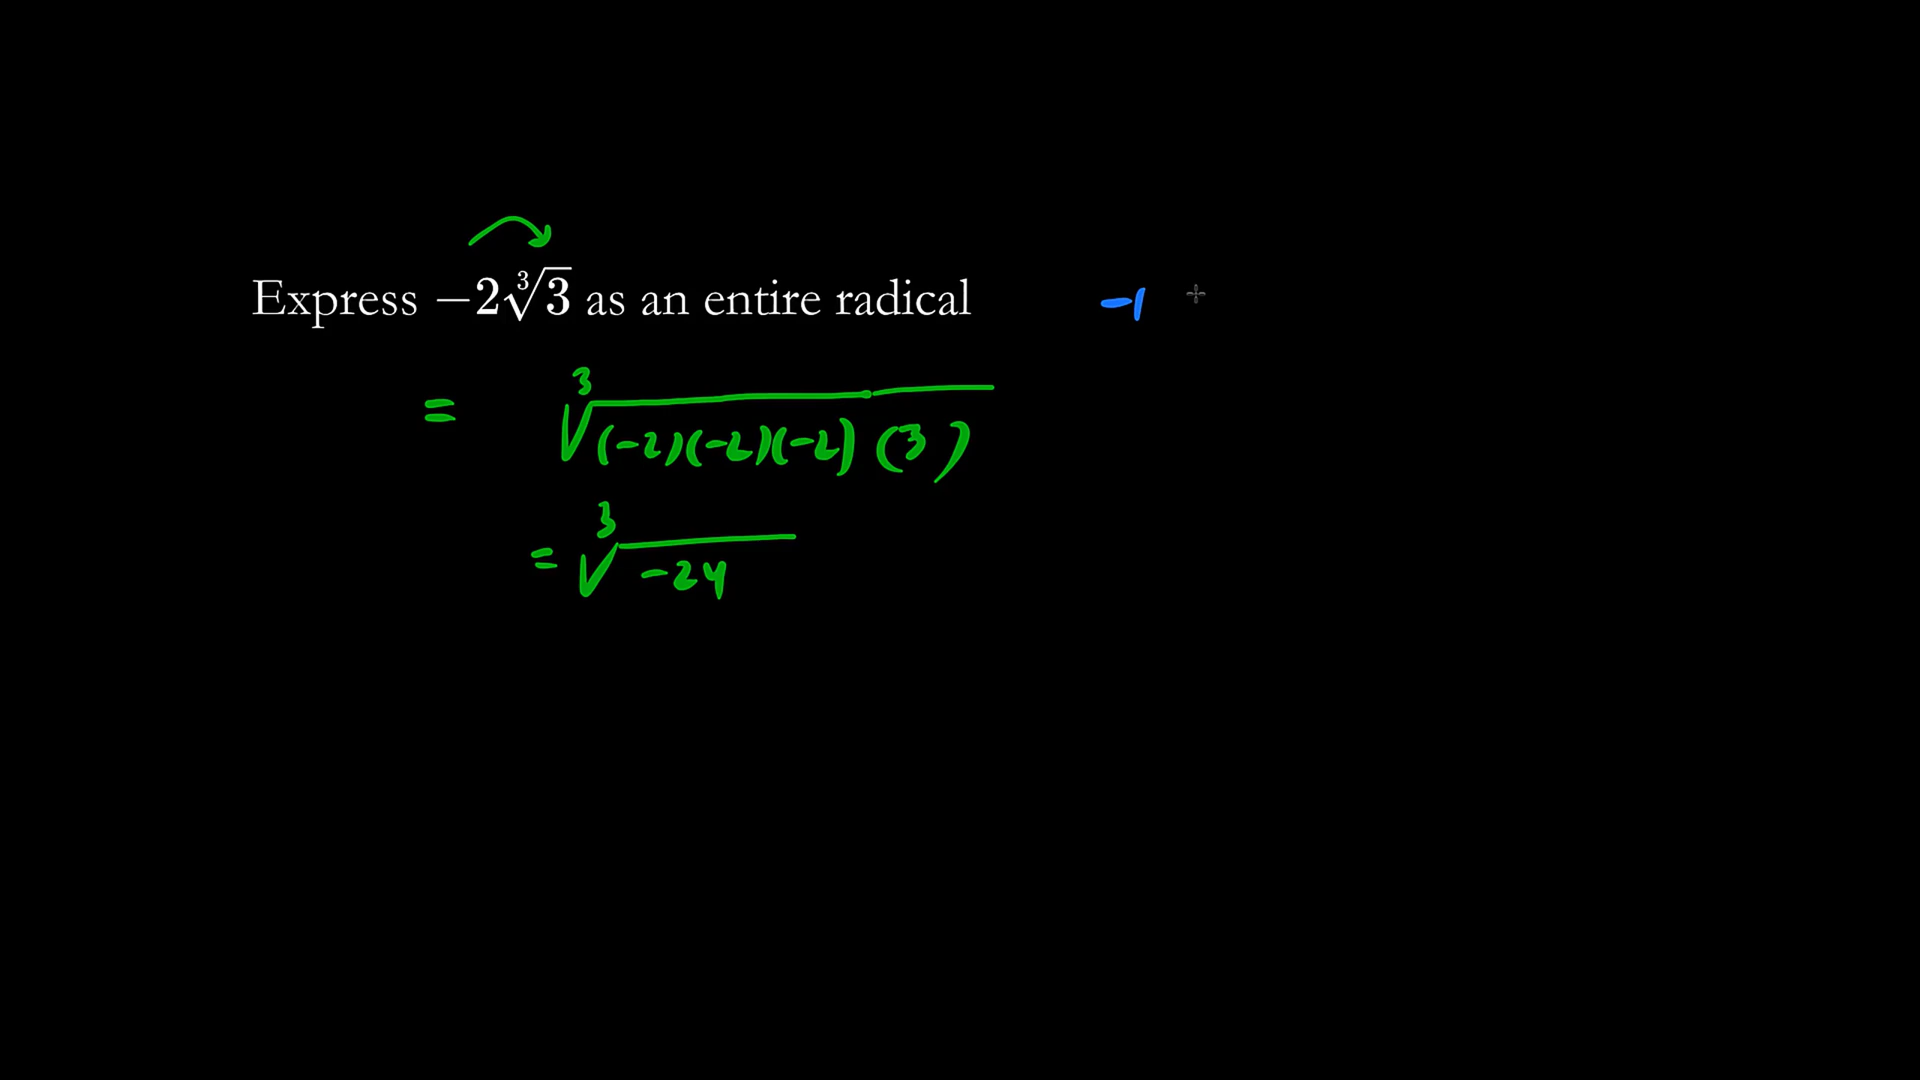 Express −2∛3 as an entire radical −1
= ∛(-2)(-2)(-2)(3)
= ∛-24